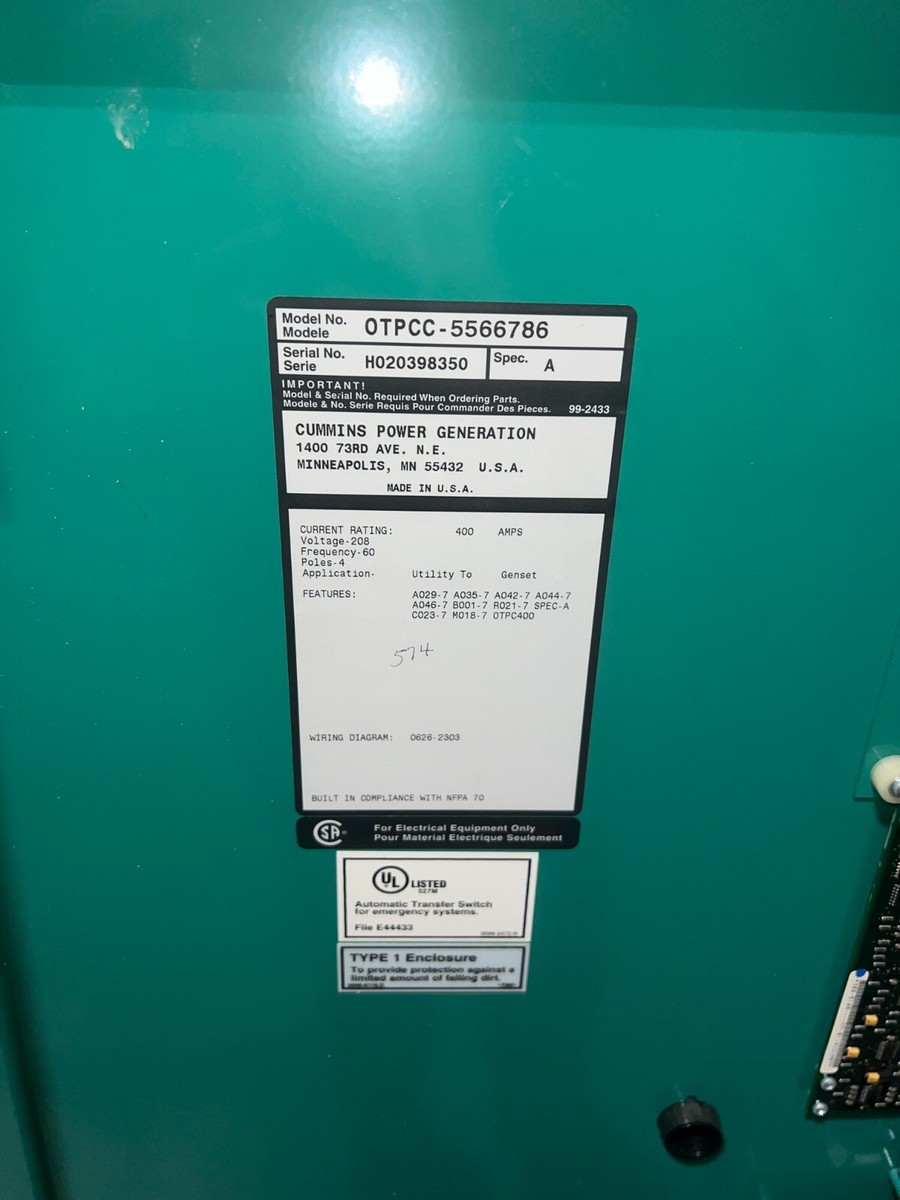 Model No. OTPCC-5566786
Modele
Serial No. H020398350 Spec. A
Serie
IMPORTANT!
Model & Serial No. Required When Ordering Parts.
Modele & No. Serie Requis Pour Commander Des Pieces. 99-2433
CUMMINS POWER GENERATION
1400 73RD AVE. N.E.
MINNEAPOLIS, MN 55432 U.S.A.
MADE IN U.S.A.
CURRENT RATING: 400 AMPS
Voltage-208
Frequency-60
Poles-4
Application- Utility To Genset
FEATURES: A029-7 A035-7 A042-7 A044-7
A046-7 B001-7 R021-7 SPEC-A
C023-7 M018-7 OTPC400
574
WIRING DIAGRAM: 0626-2303
BUILT IN COMPLIANCE WITH NFPA 70
SA® For Electrical Equipment Only
Pour Material Electrique Seulement
UL LISTED
527M
Automatic Transfer Switch
for emergency systems.
File E44433
TYPE 1 Enclosure
To provide protection against a
limited amount of falling dirt.